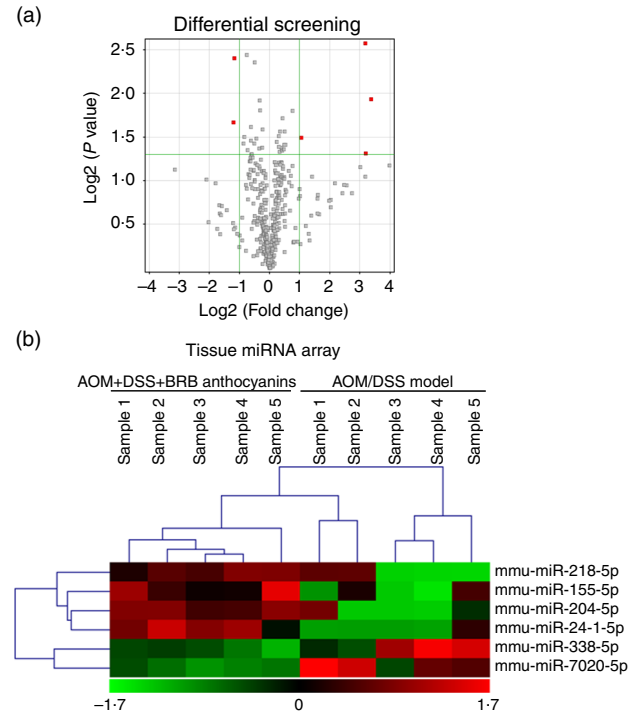 (a)
Differential screening
2·5
2·0
1·5
1·0
0·5
Log2 (P value)
−4 −3 −2 −1 0 1 2 3 4
Log2 (Fold change)
(b)
Tissue miRNA array
AOM+DSS+BRB anthocyanins AOM/DSS model
Sample 1 Sample 2 Sample 3 Sample 4 Sample 5 Sample 1 Sample 2 Sample 3 Sample 4 Sample 5
mmu-miR-218-5p
mmu-miR-155-5p
mmu-miR-204-5p
mmu-miR-24-1-5p
mmu-miR-338-5p
mmu-miR-7020-5p
−1·7 0 1·7